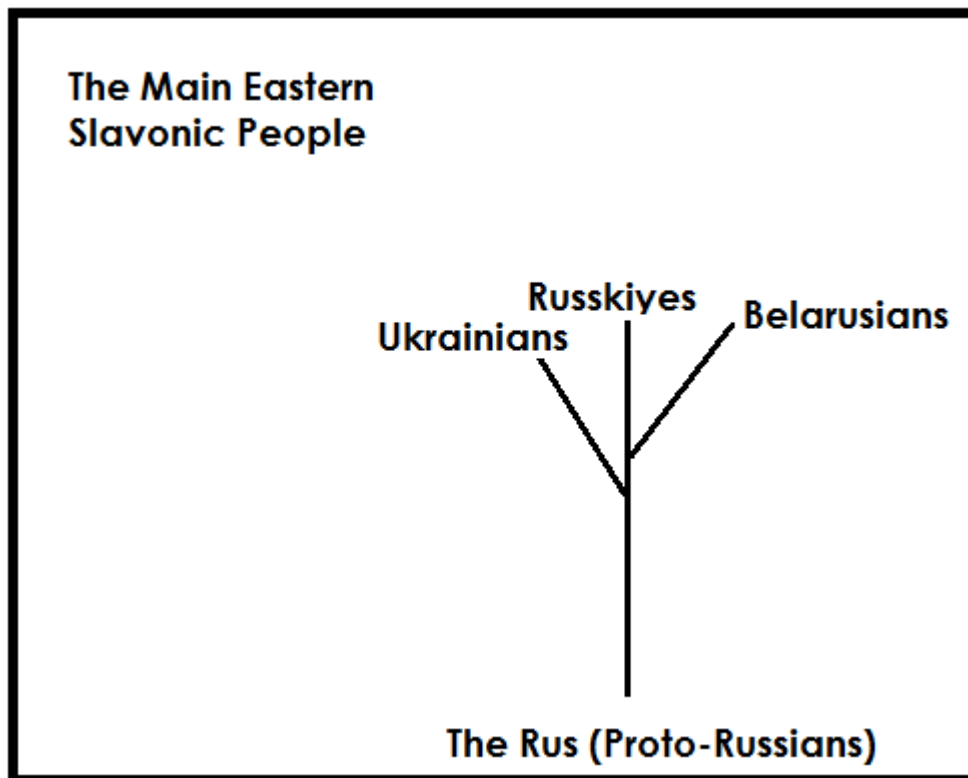 The Main Eastern
Slavonic People
Russkiyes
Belarusians
Ukrainians
The Rus (Proto-Russians)